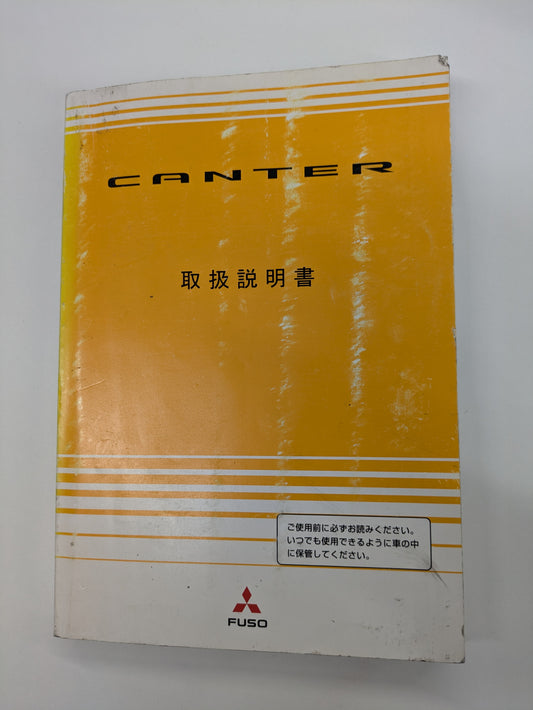 CANTER
取扱説明書
ご使用前に必ずお読みください。
いつでも使用できるように車の中
に保管してください。
FUSO